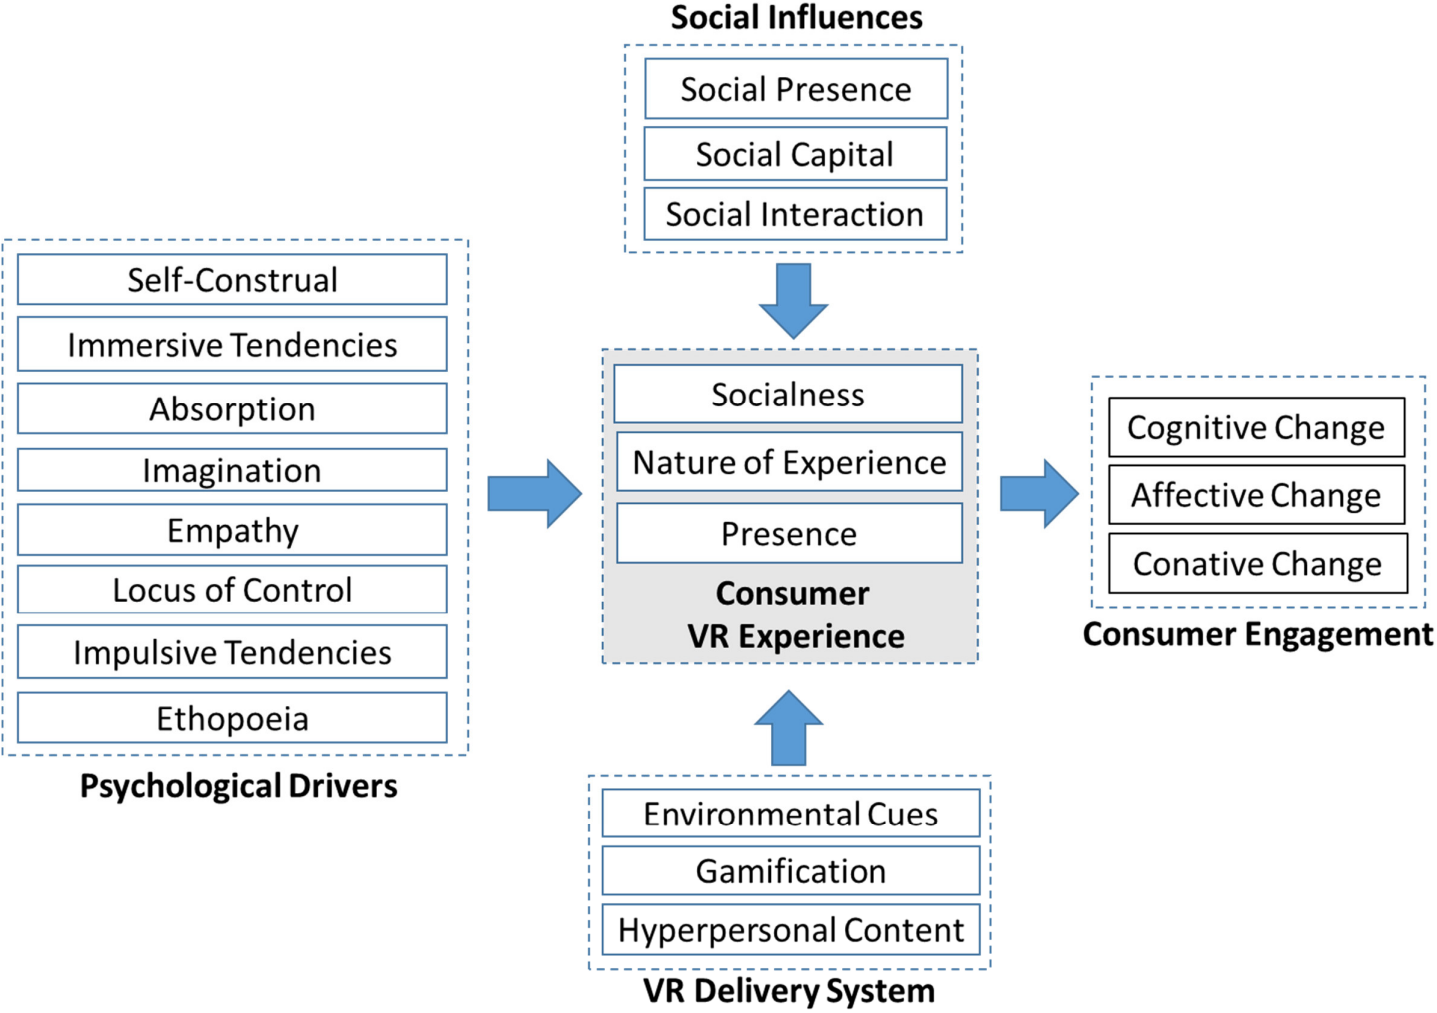 Social Influences
Social Presence
Social Capital
Social Interaction
Self-Construal
Immersive Tendencies
Absorption
Imagination
Empathy
Locus of Control
Impulsive Tendencies
Ethopoeia
Psychological Drivers
Socialness
Nature of Experience
Presence
Consumer
VR Experience
Cognitive Change
Affective Change
Conative Change
Consumer Engagement
Environmental Cues
Gamification
Hyperpersonal Content
VR Delivery System